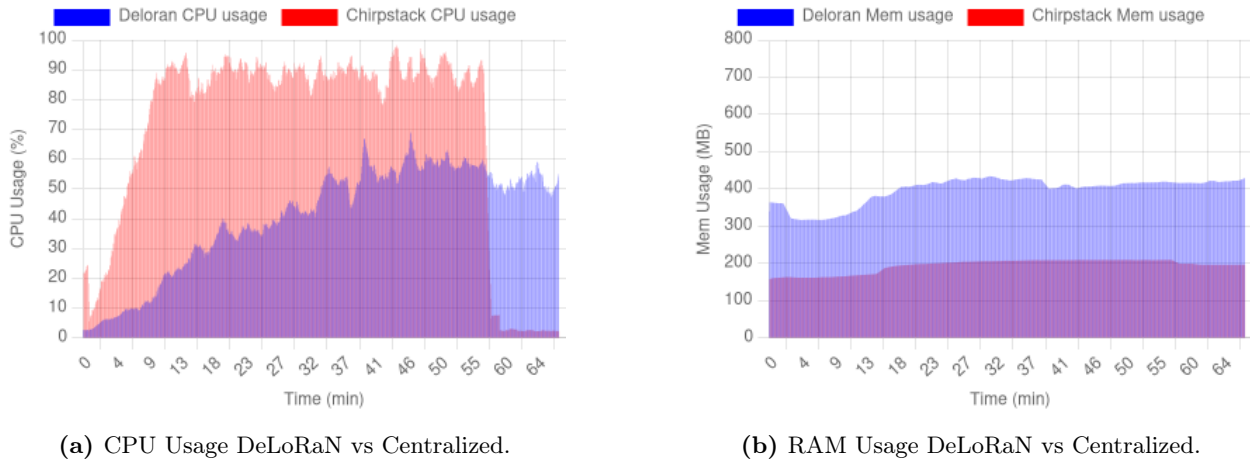 Deloran CPU usage Chirpstack CPU usage
100
90
80
70
60
50
40
30
20
10
0
CPU Usage (%)
0 4 9 13 18 23 27 32 38 42 46 51 56 60 64
Time (min)
(a) CPU Usage DeLoRaN vs Centralized.
Deloran Mem usage Chirpstack Mem usage
800
700
600
500
400
300
200
100
0
Mem Usage (MB)
0 4 9 13 18 23 27 32 37 41 46 50 55 60 64
Time (min)
(b) RAM Usage DeLoRaN vs Centralized.